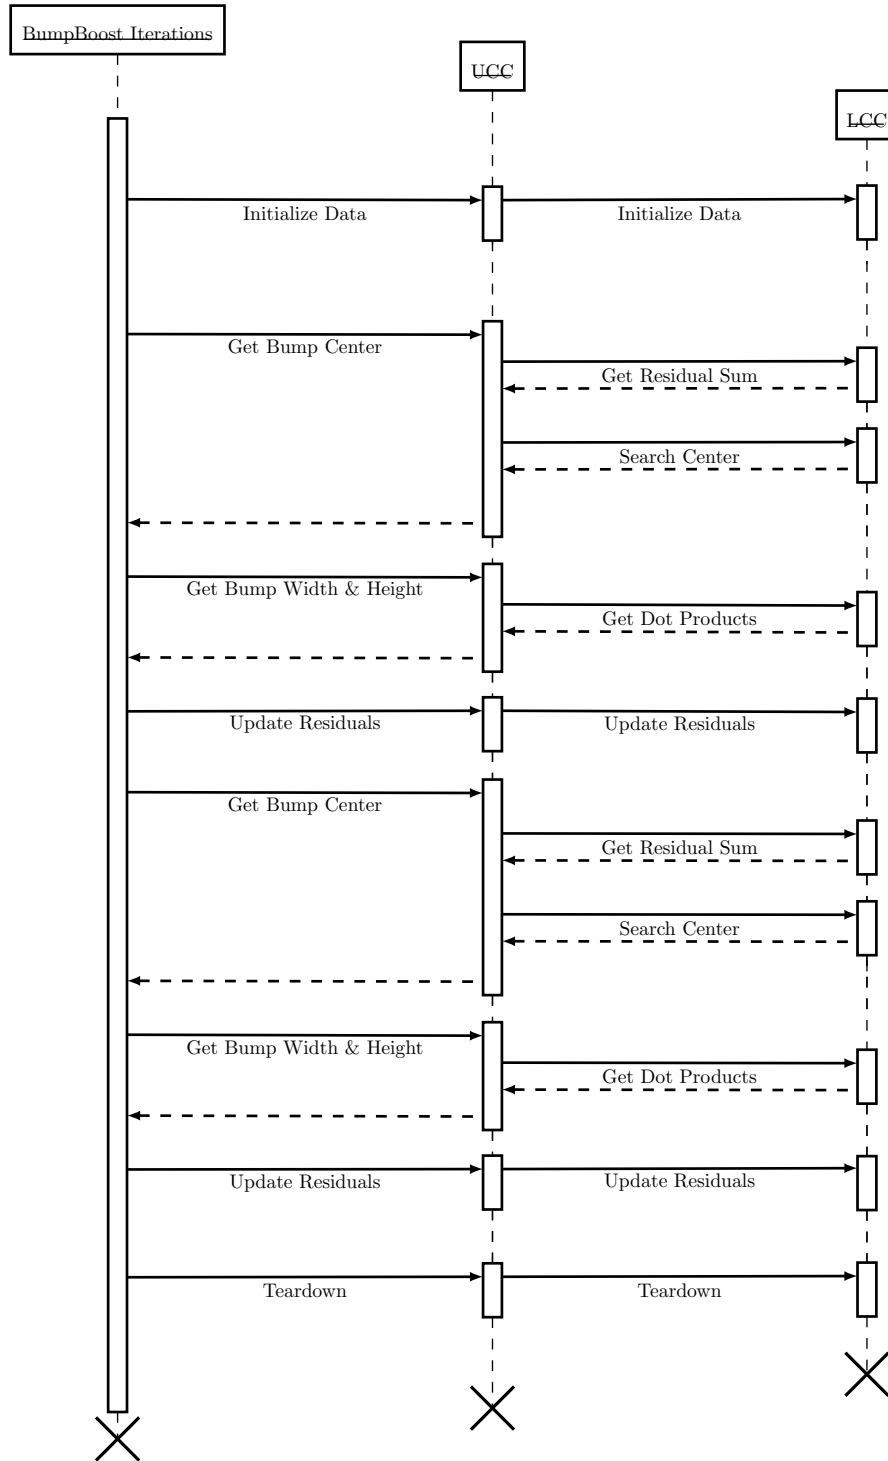 BumpBoost Iterations
UCC
LCC
Initialize Data
Initialize Data
Get Bump Center
Get Residual Sum
Search Center
Get Bump Width & Height
Get Dot Products
Update Residuals
Update Residuals
Get Bump Center
Get Residual Sum
Search Center
Get Bump Width & Height
Get Dot Products
Update Residuals
Update Residuals
Teardown
Teardown